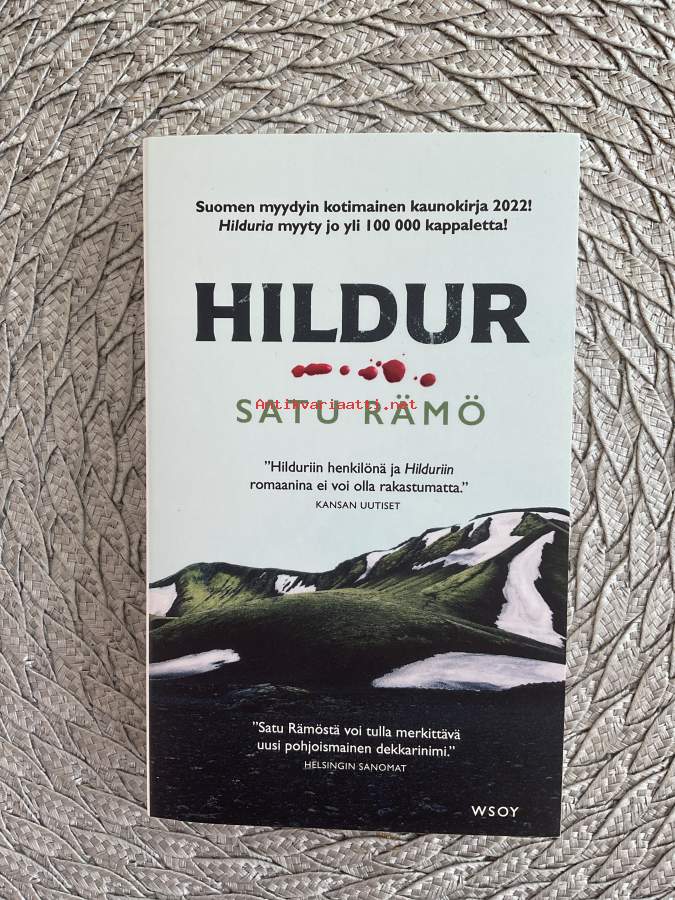 Suomen myydyin kotimainen kaunokirja 2022!
Hilduria myyty jo yli 100 000 kappaletta!
HILDUR
Antikvariaatti.net
SATU RÄMÖ
”Hilduriin henkilönä ja Hilduriin
romaanina ei voi olla rakastumatta.”
KANSAN UUTISET
”Satu Rämöstä voi tulla merkittävä
uusi pohjoismainen dekkarinimi.”
HELSINGIN SANOMAT
WSOY